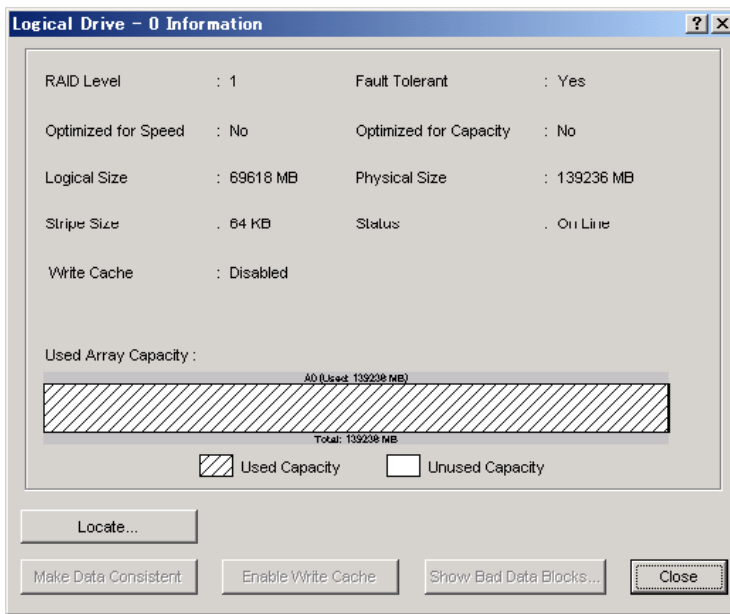 Logical Drive - 0 Information
RAID Level : 1 Fault Tolerant : Yes
Optimized for Speed : No Optimized for Capacity : No
Logical Size : 69618 MB Physical Size : 139236 MB
Stripe Size : 64 KB Status : On Line
Write Cache : Disabled
Used Array Capacity :
A0 (Used: 139238 MB)
Total: 139238 MB
Used Capacity Unused Capacity
Locate...
Make Data Consistent Enable Write Cache Show Bad Data Blocks... Close